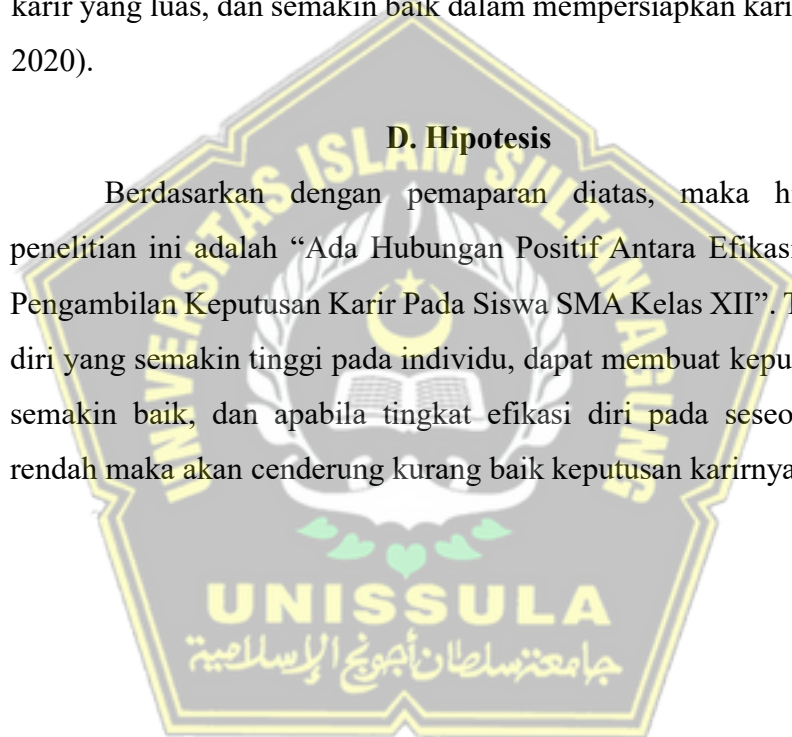 karir yang luas, dan semakin baik dalam mempersiapkan kari
2020).
D. Hipotesis
Berdasarkan dengan pemaparan diatas, maka hi
penelitian ini adalah “Ada Hubungan Positif Antara Efikasi
Pengambilan Keputusan Karir Pada Siswa SMA Kelas XII”. T
diri yang semakin tinggi pada individu, dapat membuat kepu
semakin baik, dan apabila tingkat efikasi diri pada seseo
rendah maka akan cenderung kurang baik keputusan karirnya
UNIVERSITAS ISLAM SULTAN AGUNG
UNISSULA
جامعتنسلطان أجونج الإسلامية